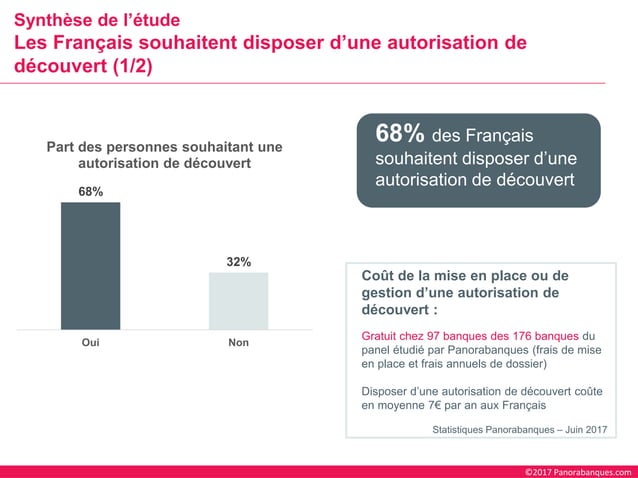 Synthèse de l’étude
Les Français souhaitent disposer d’une autorisation de
découvert (1/2)
Part des personnes souhaitant une
autorisation de découvert
68%
32%
Oui
Non
68% des Français
souhaitent disposer d’une
autorisation de découvert
Coût de la mise en place ou de
gestion d’une autorisation de
découvert :
Gratuit chez 97 banques des 176 banques du
panel étudié par Panorabanques (frais de mise
en place et frais annuels de dossier)
Disposer d’une autorisation de découvert coûte
en moyenne 7€ par an aux Français
Statistiques Panorabanques – Juin 2017
©2017 Panorabanques.com